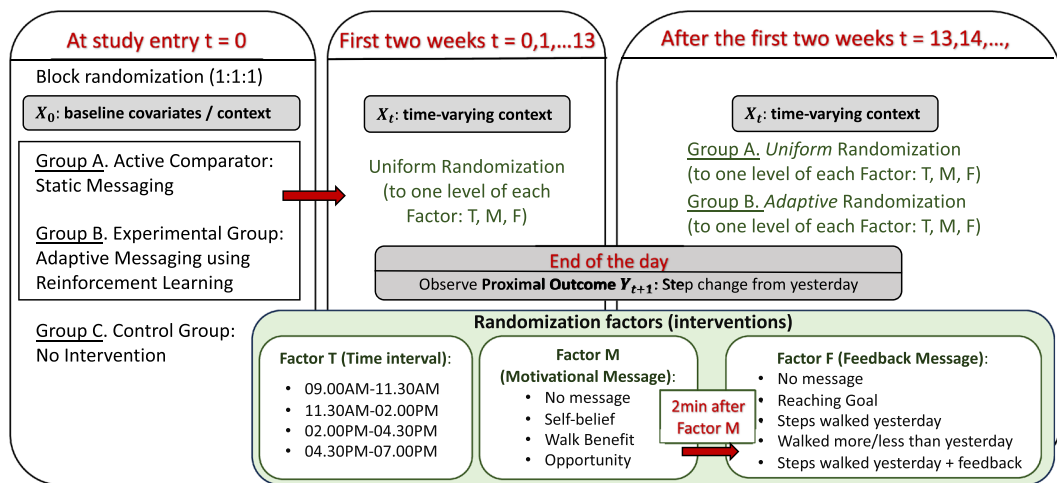 At study entry t = 0
Block randomization (1:1:1)
X₀: baseline covariates / context
Group A. Active Comparator:
Static Messaging
Group B. Experimental Group:
Adaptive Messaging using
Reinforcement Learning
Group C. Control Group:
No Intervention
First two weeks t = 0,1,...13
Xₜ: time-varying context
Uniform Randomization
(to one level of each
Factor: T, M, F)
After the first two weeks t = 13,14,...,
Xₜ: time-varying context
Group A. Uniform Randomization
(to one level of each Factor: T, M, F)
Group B. Adaptive Randomization
(to one level of each Factor: T, M, F)
End of the day
Observe Proximal Outcome Yₜ₊₁: Step change from yesterday
Randomization factors (interventions)
Factor T (Time interval):
• 09.00AM-11.30AM
• 11.30AM-02.00PM
• 02.00PM-04.30PM
• 04.30PM-07.00PM
Factor M
(Motivational Message):
• No message
• Self-belief
• Walk Benefit
• Opportunity
2min after
Factor M
Factor F (Feedback Message):
• No message
• Reaching Goal
• Steps walked yesterday
• Walked more/less than yesterday
• Steps walked yesterday + feedback